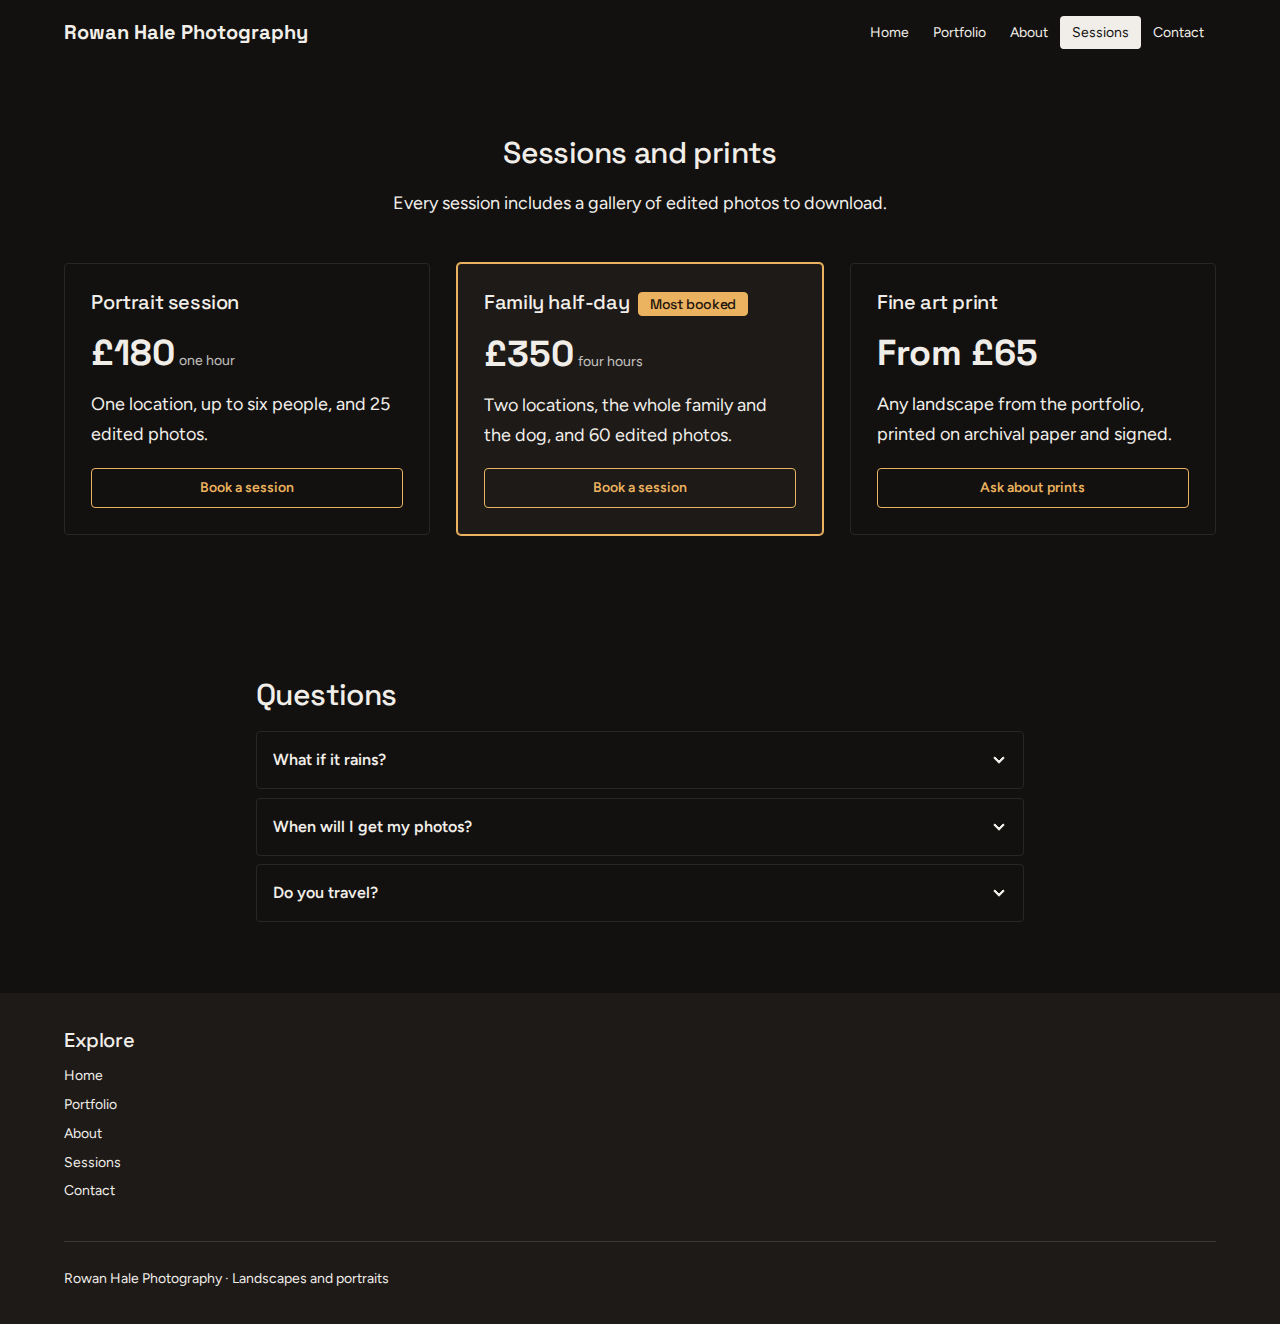 Rowan Hale Photography
Home Portfolio About Sessions Contact
Sessions and prints
Every session includes a gallery of edited photos to download.
Portrait session
£180 one hour
One location, up to six people, and 25
edited photos.
Book a session
Family half-day Most booked
£350 four hours
Two locations, the whole family and
the dog, and 60 edited photos.
Book a session
Fine art print
From £65
Any landscape from the portfolio,
printed on archival paper and signed.
Ask about prints
Questions
What if it rains?
When will I get my photos?
Do you travel?
Explore
Home
Portfolio
About
Sessions
Contact
Rowan Hale Photography · Landscapes and portraits